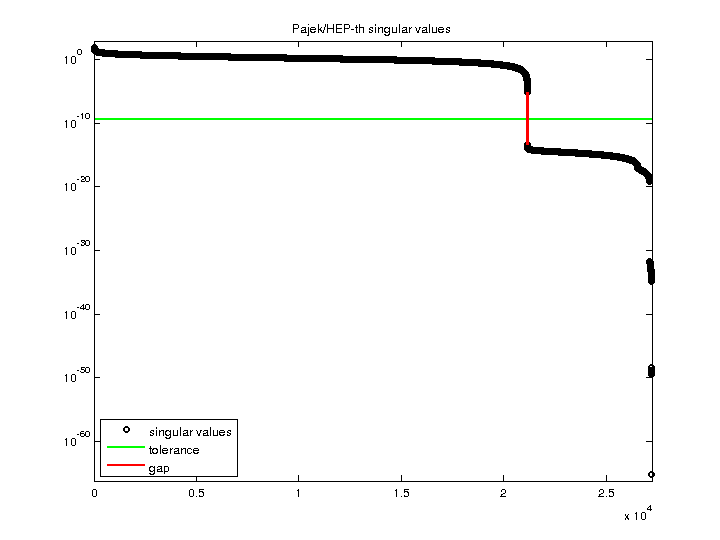 Pajek/HEP-th singular values
10^0
10^-10
10^-20
10^-30
10^-40
10^-50
10^-60
singular values
tolerance
gap
0 0.5 1 1.5 2 2.5
x 10^4